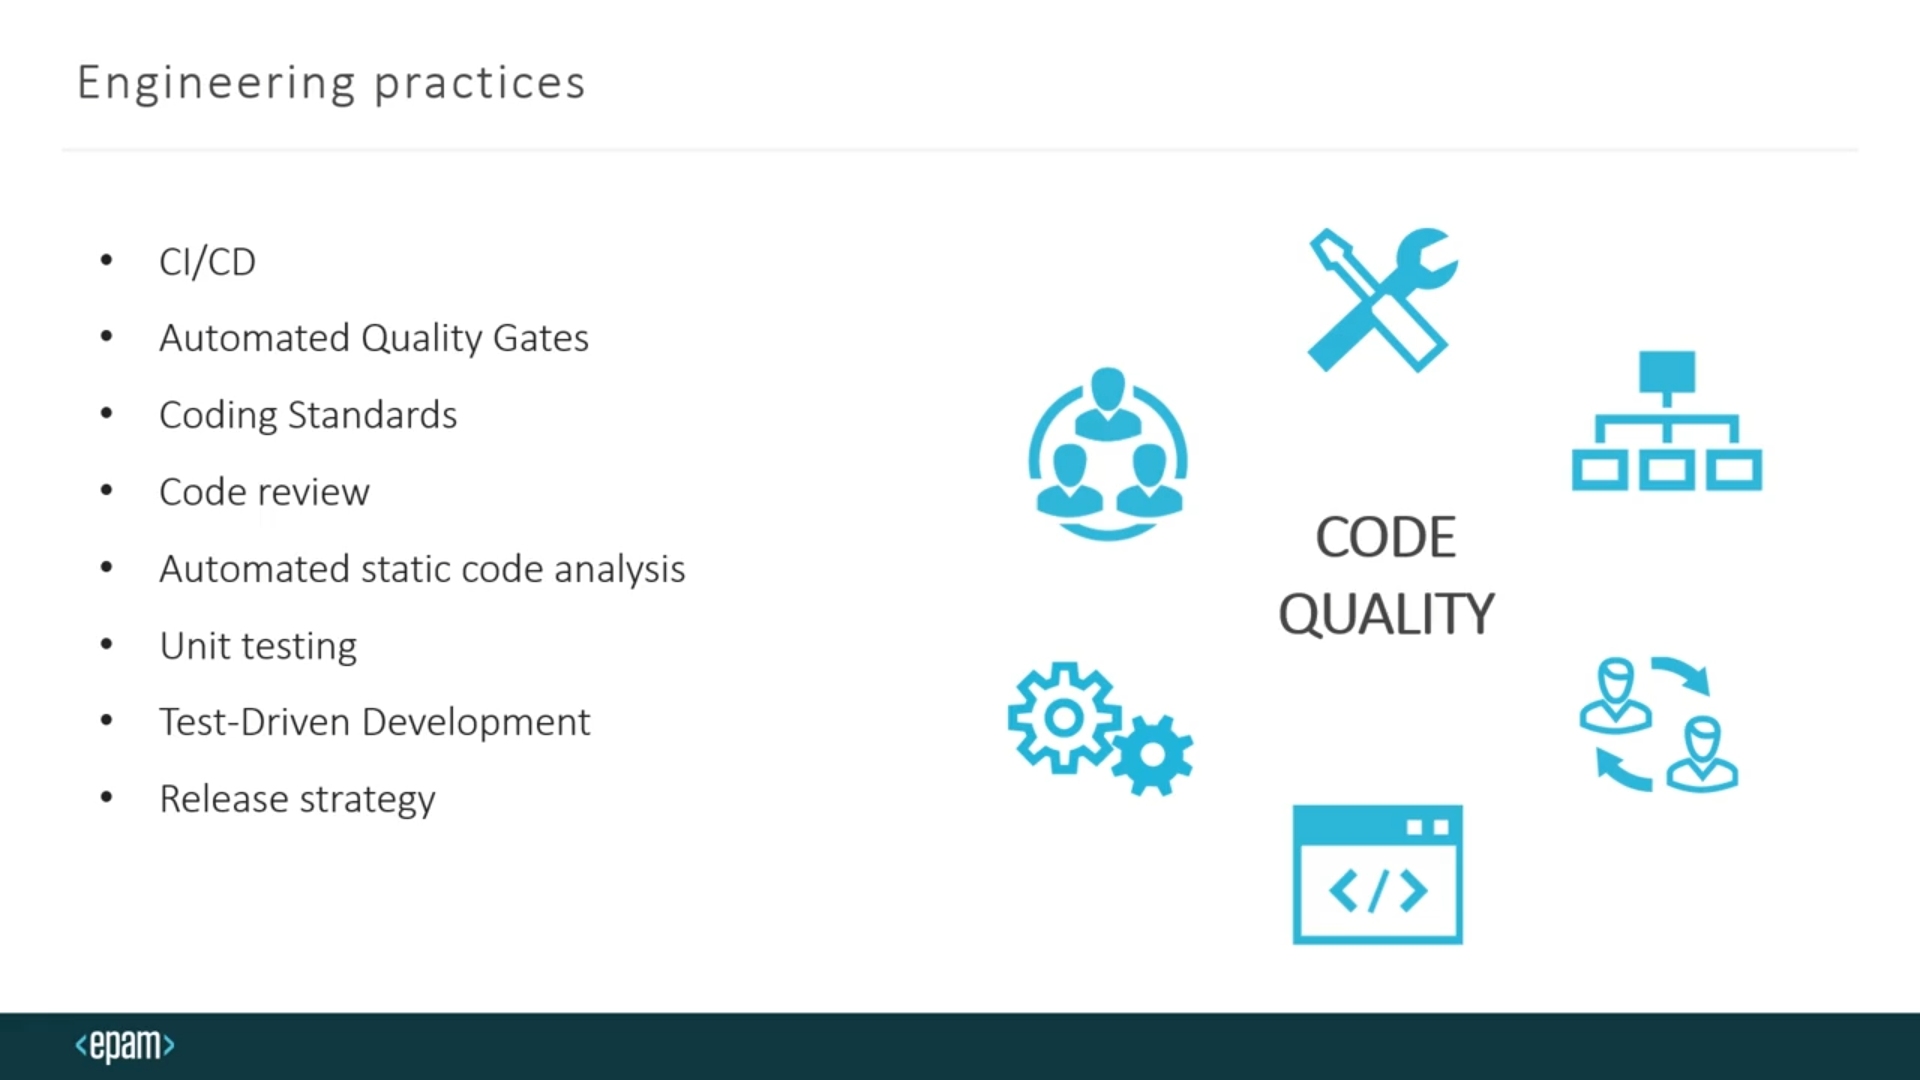 Engineering practices
• CI/CD
• Automated Quality Gates
• Coding Standards
• Code review
• Automated static code analysis
• Unit testing
• Test-Driven Development
• Release strategy
CODE
QUALITY
</>
<epam>